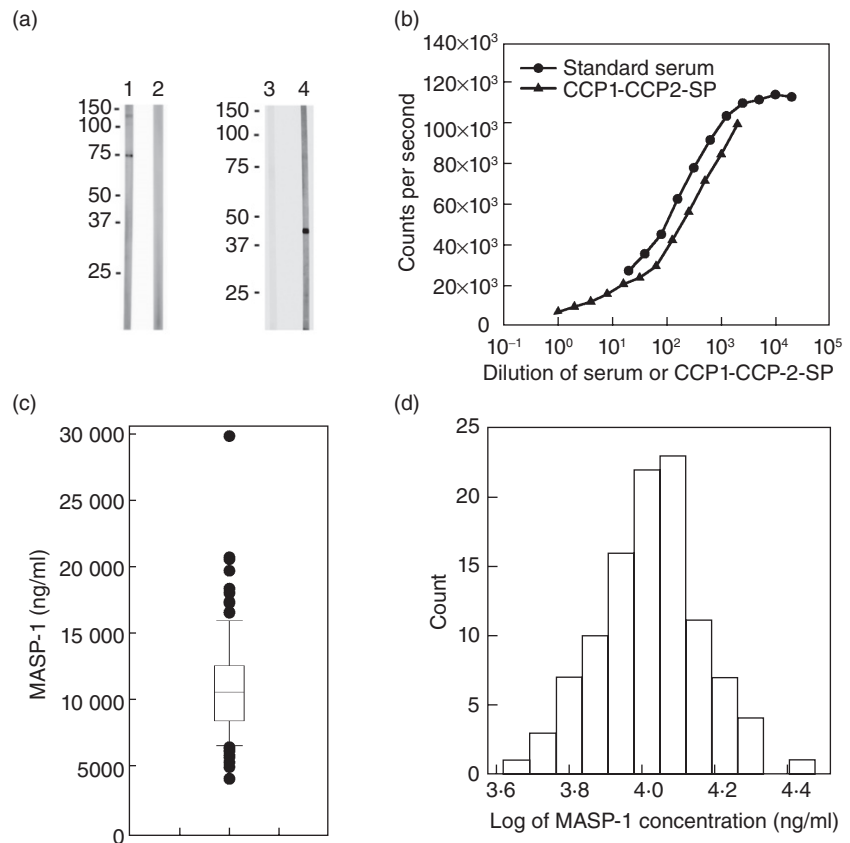 (a)
1 2 3 4
150
100
75
50
37
25
150
100
75
50
37
25
(b)
140×10³
120×10³
100×10³
80×10³
60×10³
40×10³
20×10³
0
Counts per second
Standard serum
CCP1-CCP2-SP
10⁻¹ 10⁰ 10¹ 10² 10³ 10⁴ 10⁵
Dilution of serum or CCP1-CCP-2-SP
(c)
30 000
25 000
20 000
15 000
10 000
5000
0
MASP-1 (ng/ml)
(d)
25
20
15
10
5
0
Count
3·6 3·8 4·0 4·2 4·4
Log of MASP-1 concentration (ng/ml)